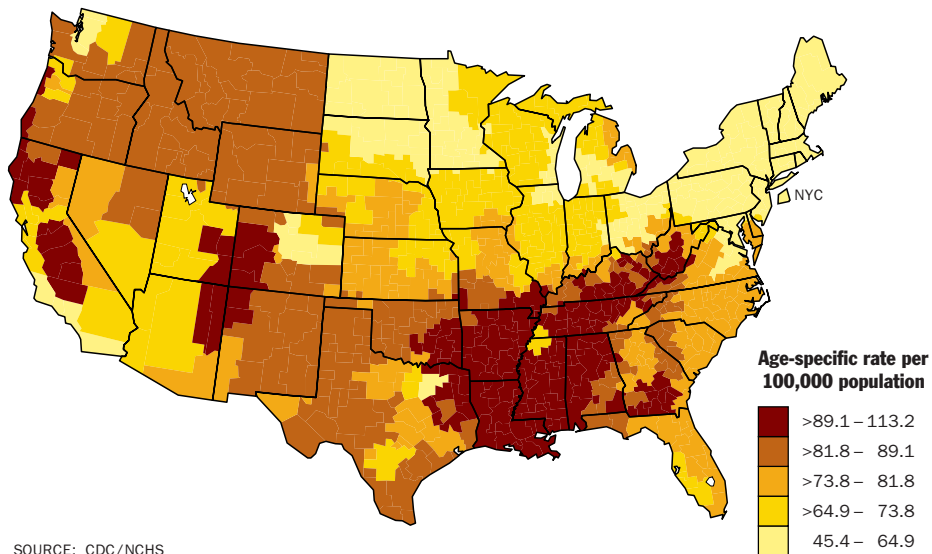 NYC
Age-specific rate per
100,000 population
>89.1 – 113.2
>81.8 – 89.1
>73.8 – 81.8
>64.9 – 73.8
45.4 – 64.9
SOURCE: CDC/NCHS